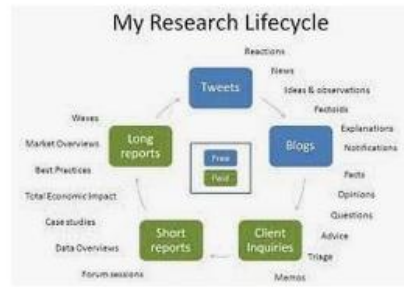 My Research Lifecycle
Reactions
News
Ideas & observations
Factoids
Explanations
Notifications
Facts
Opinions
Questions
Advice
Triage
Memos
Forum sessions
Data Overviews
Case studies
Total Economic Impact
Best Practices
Market Overviews
Waves
Tweets
Blogs
Client
Inquiries
Short
reports
Long
reports
Free
Paid